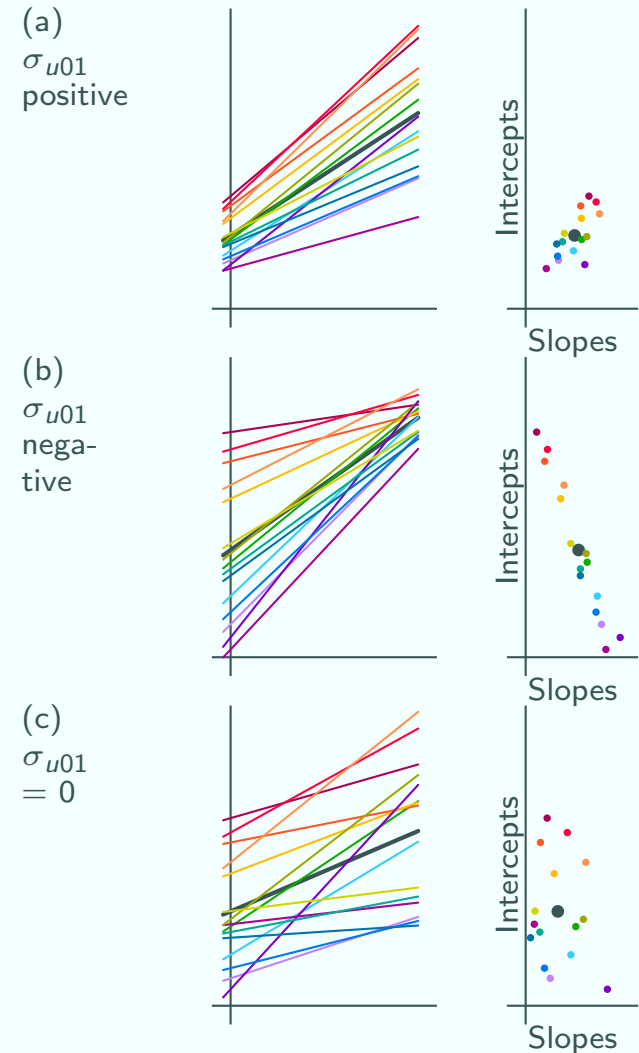 (a)
σu01
positive
Intercepts
Slopes
(b)
σu01
nega-
tive
Intercepts
Slopes
(c)
σu01
= 0
Intercepts
Slopes